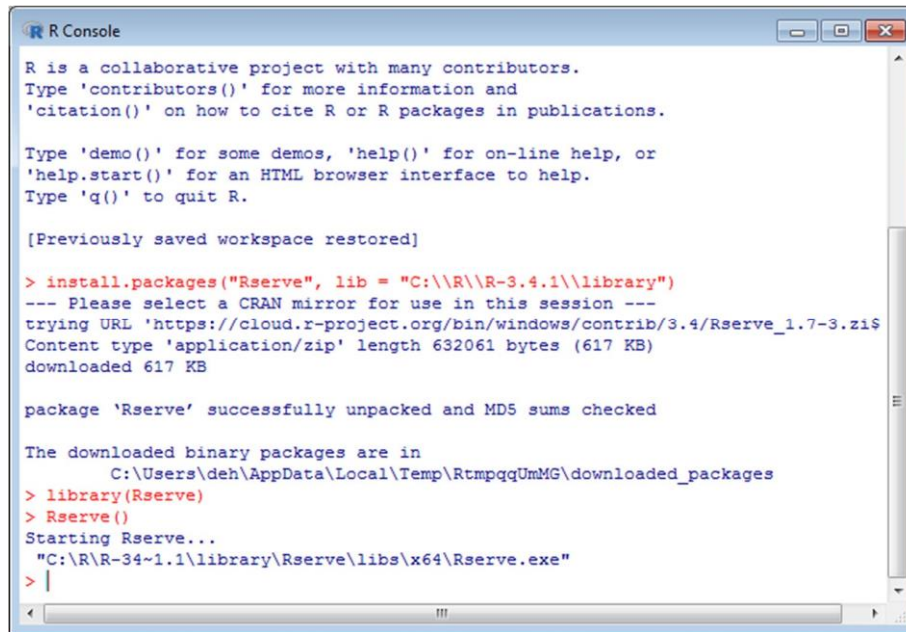 R Console
R is a collaborative project with many contributors.
Type 'contributors()' for more information and
'citation()' on how to cite R or R packages in publications.
Type 'demo()' for some demos, 'help()' for on-line help, or
'help.start()' for an HTML browser interface to help.
Type 'q()' to quit R.
[Previously saved workspace restored]
> install.packages("Rserve", lib = "C:\\R\\R-3.4.1\\library")
--- Please select a CRAN mirror for use in this session ---
trying URL 'https://cloud.r-project.org/bin/windows/contrib/3.4/Rserve_1.7-3.zi$
Content type 'application/zip' length 632061 bytes (617 KB)
downloaded 617 KB
package ‘Rserve’ successfully unpacked and MD5 sums checked
The downloaded binary packages are in
C:\Users\deh\AppData\Local\Temp\RtmpqqUmMG\downloaded_packages
> library(Rserve)
> Rserve()
Starting Rserve...
"C:\R\R-34~1.1\library\Rserve\libs\x64\Rserve.exe"
>